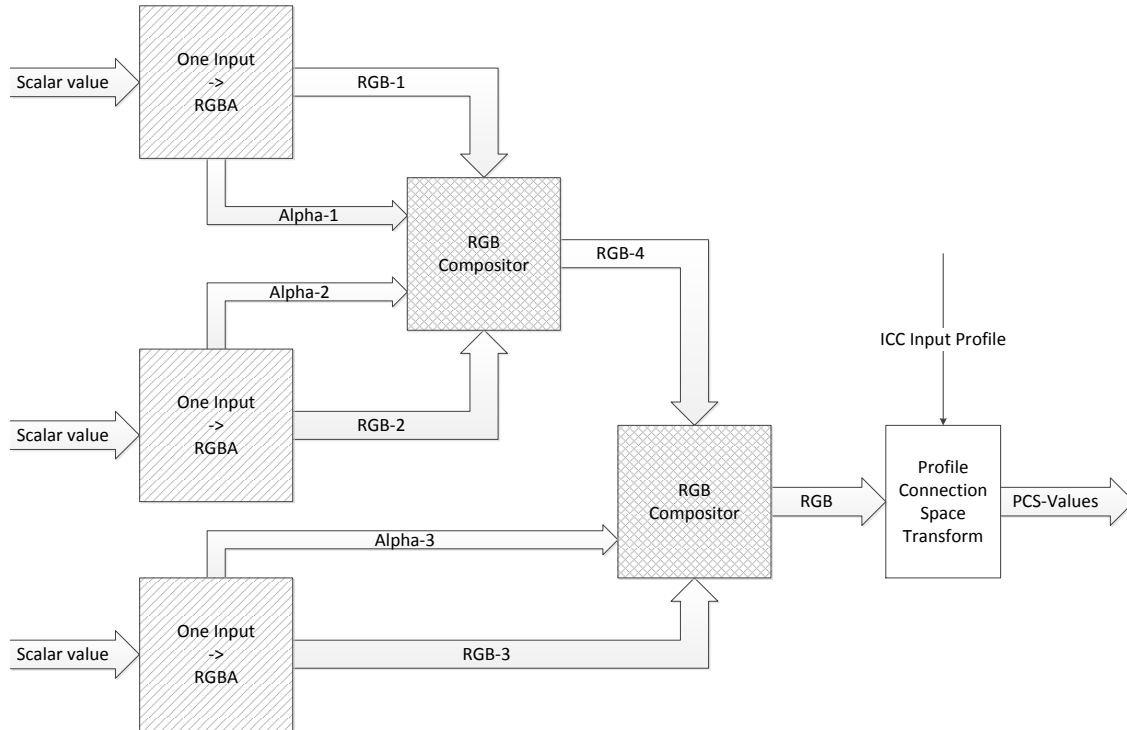 Scalar value
One Input
->
RGBA
RGB-1
Alpha-1
RGB
Compositor
RGB-4
Alpha-2
Scalar value
One Input
->
RGBA
RGB-2
ICC Input Profile
RGB
Compositor
RGB
Profile
Connection
Space
Transform
PCS-Values
Alpha-3
Scalar value
One Input
->
RGBA
RGB-3